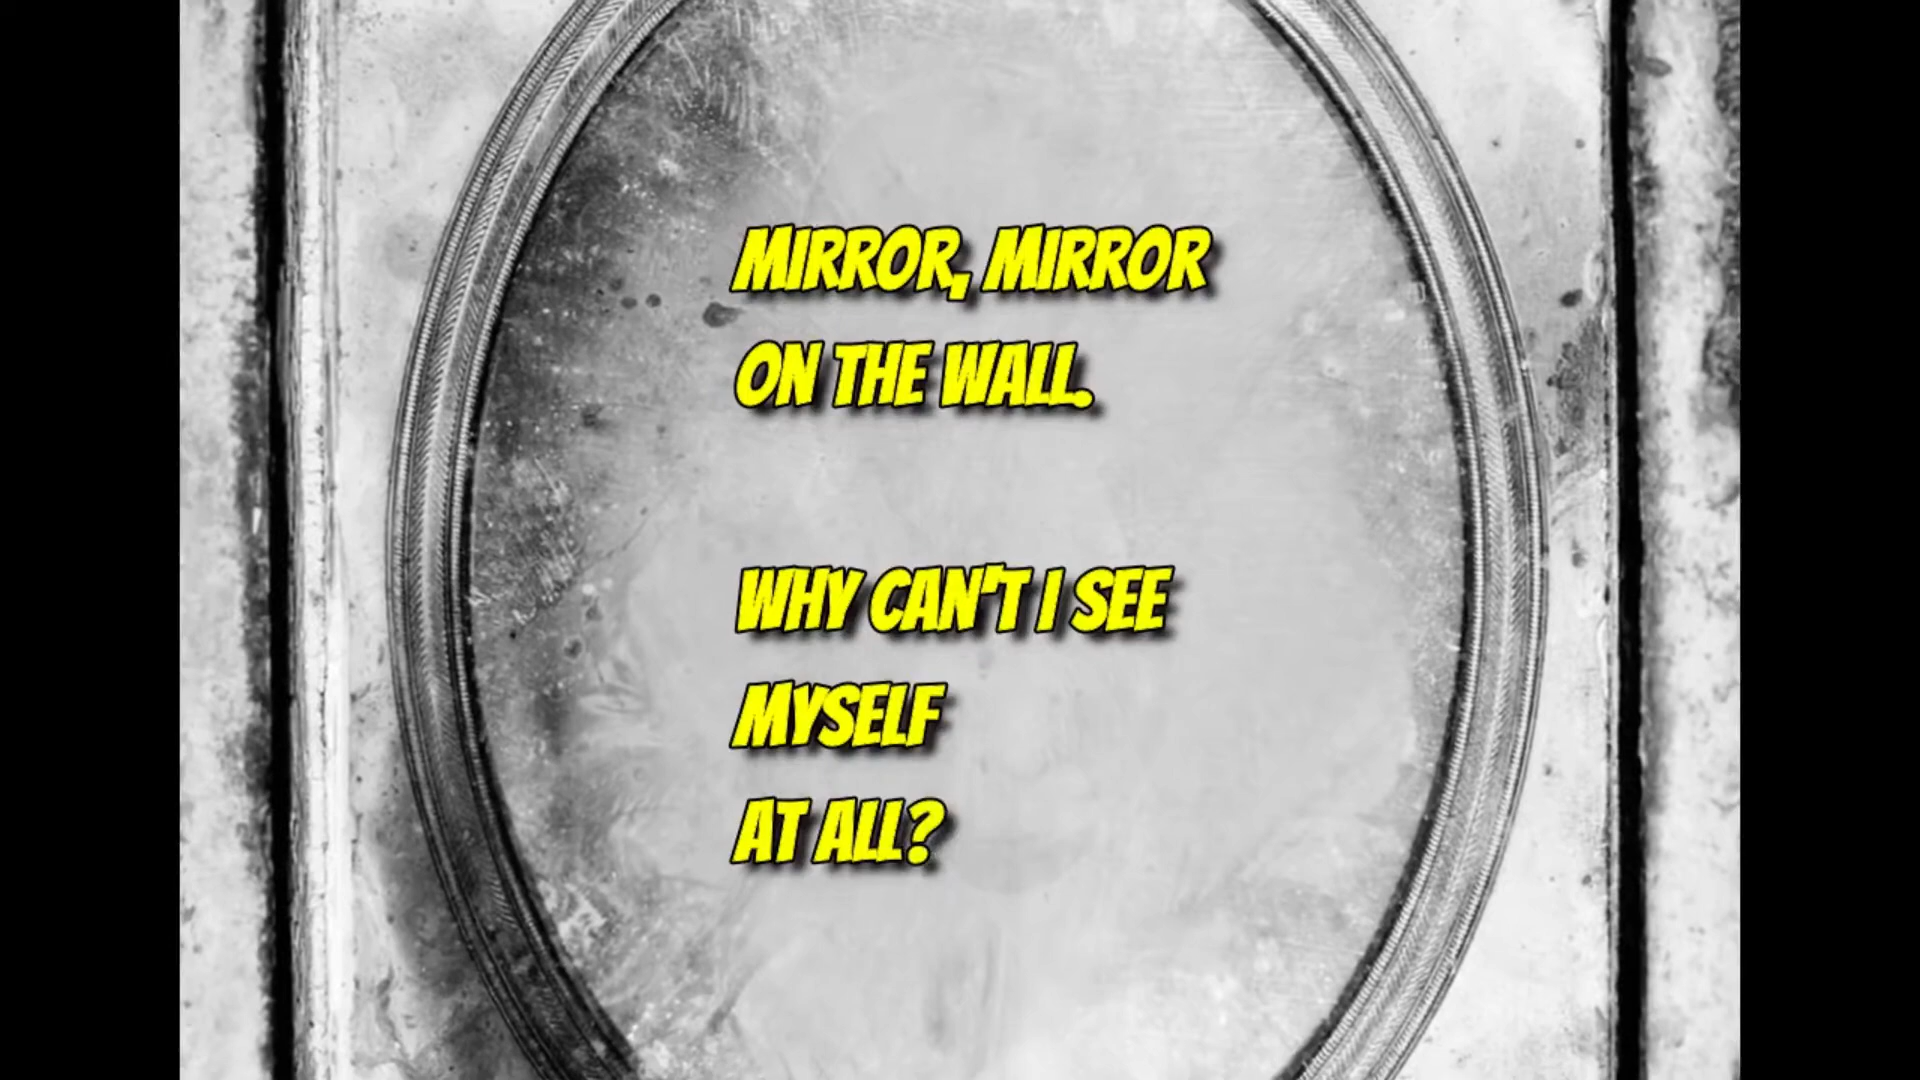 MIRROR, MIRROR
ON THE WALL.
WHY CAN'T I SEE
MYSELF
AT ALL?